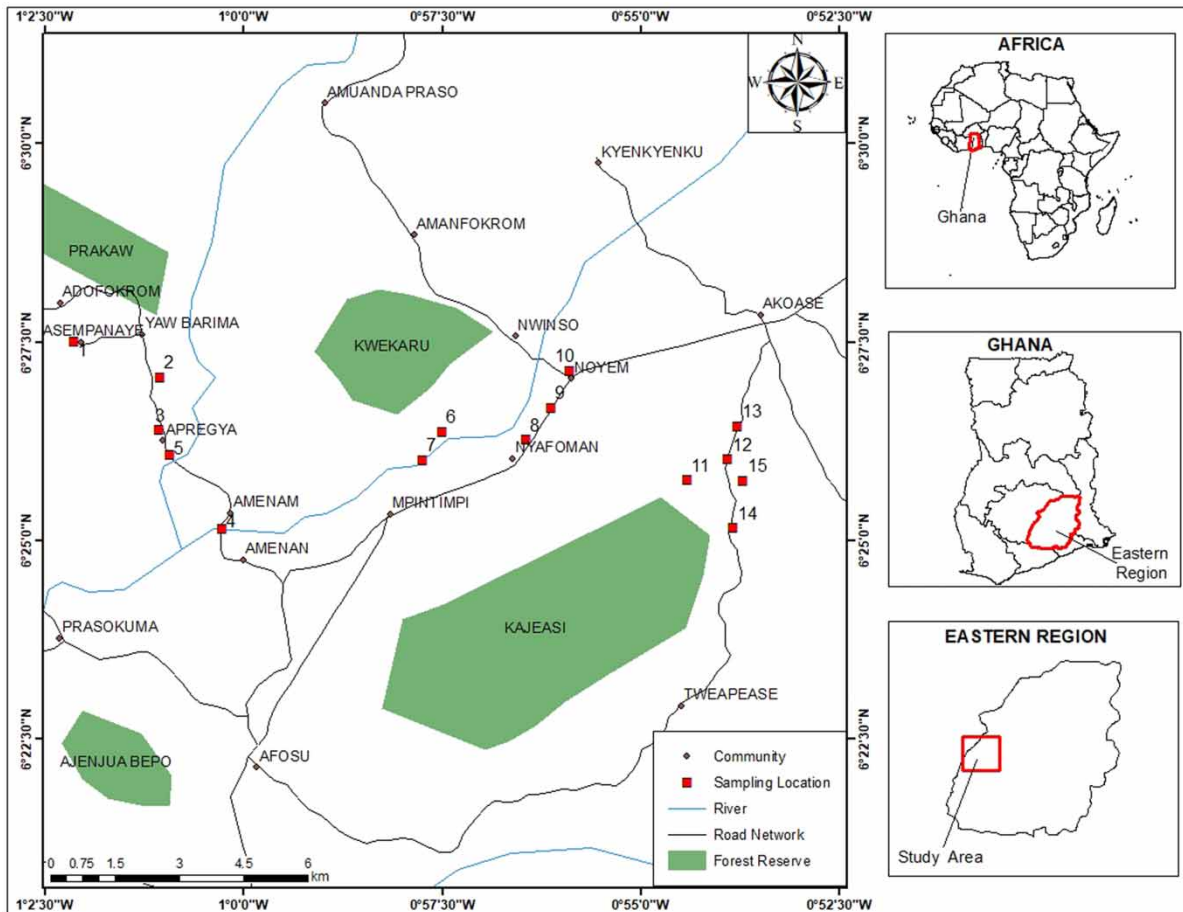 1°2'30"W
1°0'0"W
0°57'30"W
0°55'0"W
0°52'30"W
N
W
E
S
AMUANDA PRASO
6°30'0"N
6°30'0"N
KYENKYENKU
AMANFOKROM
PRAKAW
ADOFOKROM
AKOASE
ASEMPANAYE
YAW BARIMA
NWINSO
6°27'30"N
6°27'30"N
1
KWEKARU
2
10
NOYEM
9
3
APREGYA
6
8
13
5
7
NYAFOMAN
12
11
15
AMENAM
MPINTIMPI
4
14
6°25'0"N
6°25'0"N
AMENAN
PRASOKUMA
KAJEASI
TWEAPEASE
6°22'30"N
6°22'30"N
AJENJUA BEPO
AFOSU
Community
Sampling Location
River
Road Network
Forest Reserve
0 0.75 1.5 3 4.5 6
km
1°2'30"W
1°0'0"W
0°57'30"W
0°55'0"W
0°52'30"W
AFRICA
Ghana
GHANA
Eastern
Region
EASTERN REGION
Study Area